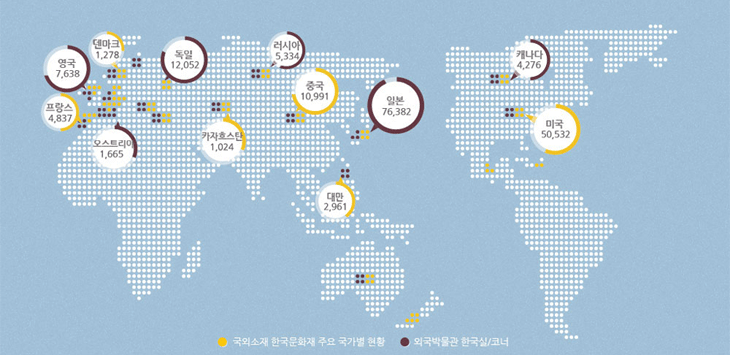 덴마크
1,278
영국
7,638
독일
12,052
러시아
5,334
중국
10,991
일본
76,382
캐나다
4,276
프랑스
4,837
오스트리아
1,665
카자흐스탄
1,024
미국
50,532
대만
2,961
국외소재 한국문화재 주요 국가별 현황
외국박물관 한국실/코너